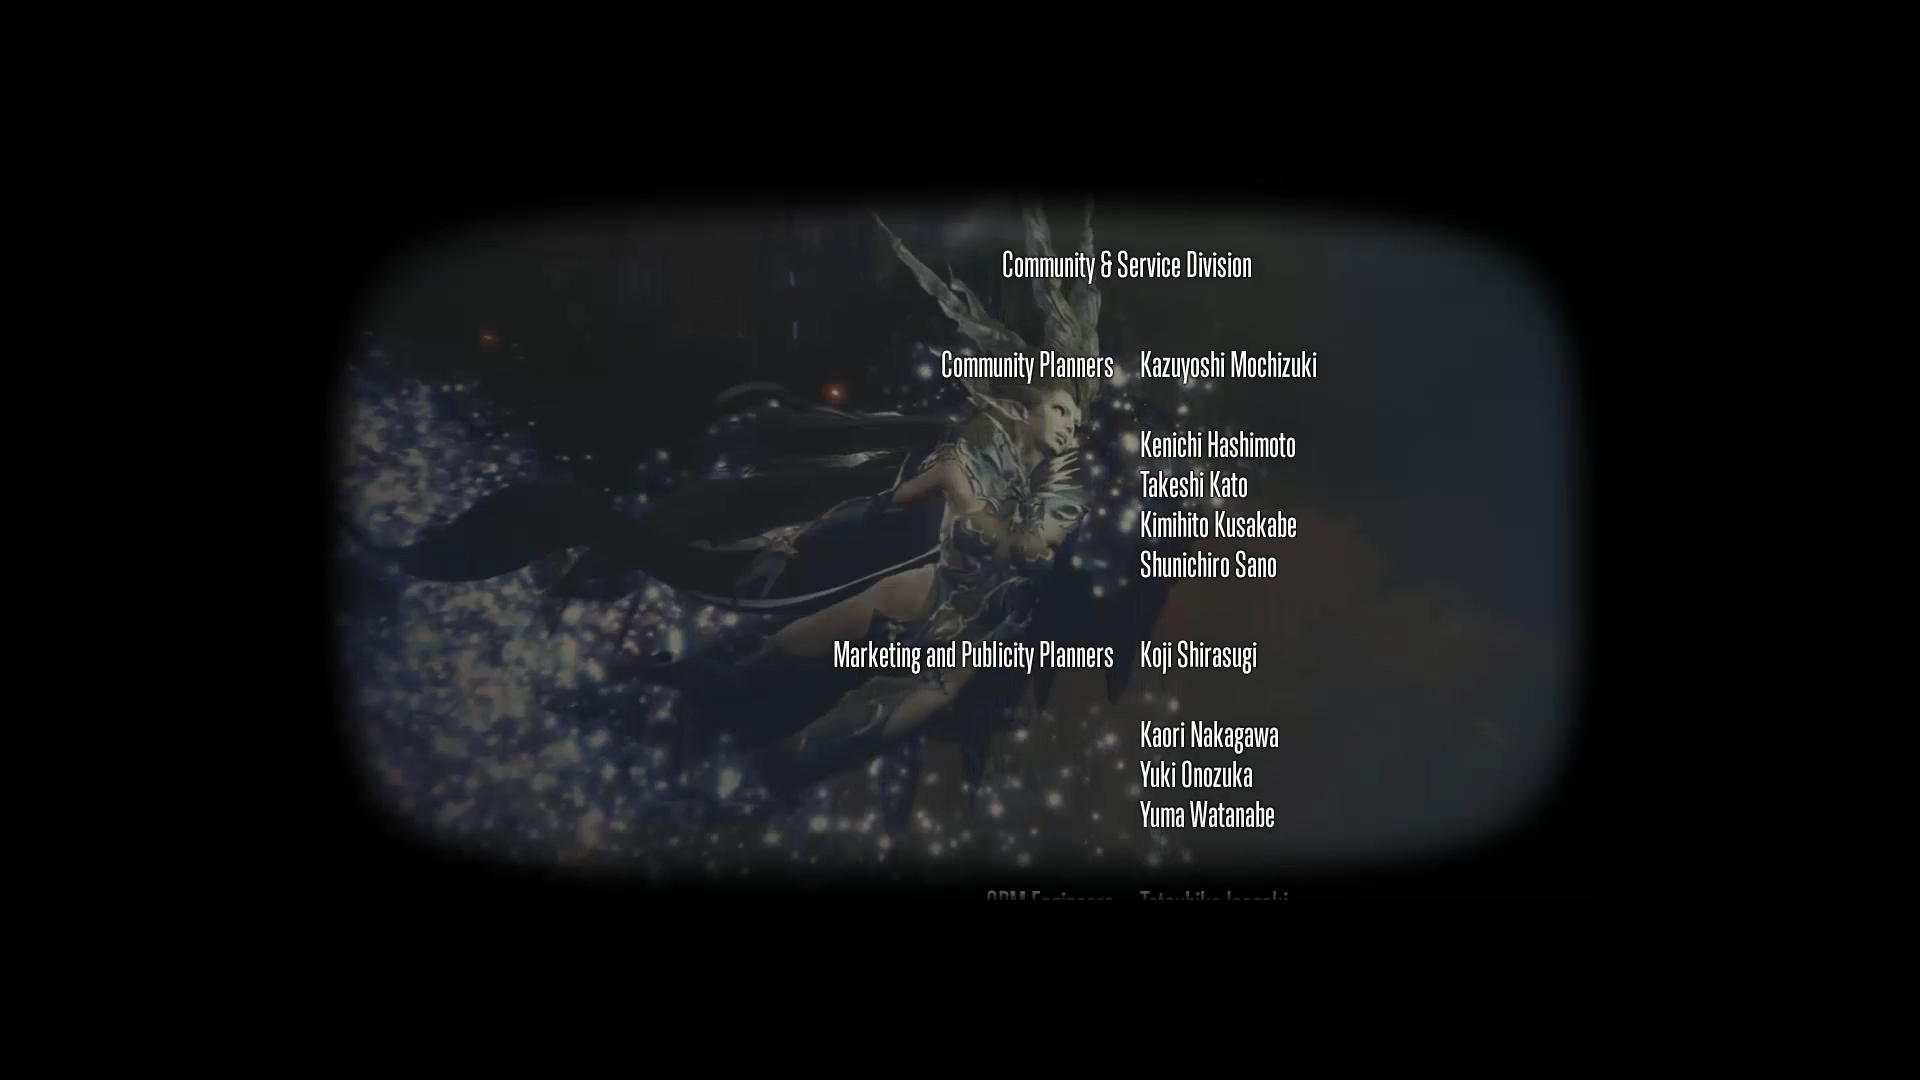 Community & Service Division
Community Planners Kazuyoshi Mochizuki
Kenichi Hashimoto
Takeshi Kato
Kimihito Kusakabe
Shunichiro Sano
Marketing and Publicity Planners Koji Shirasugi
Kaori Nakagawa
Yuki Onozuka
Yuma Watanabe